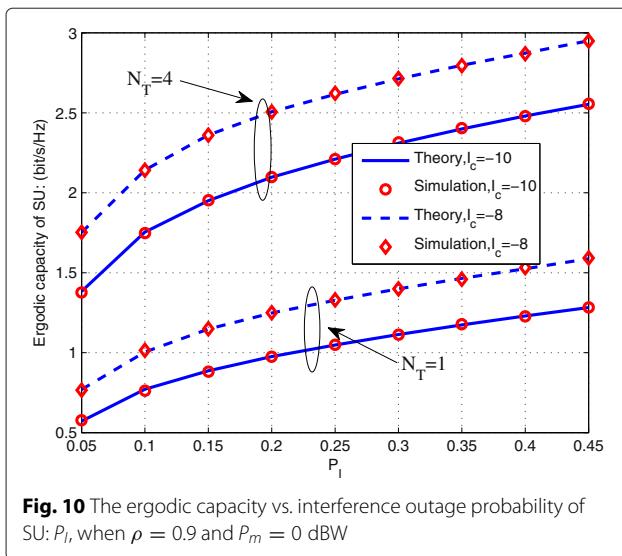 3
2.5
2
1.5
1
0.5
Ergodic capacity of SU: (bit/s/Hz)
N_T=4
Theory,I_c=−10
Simulation,I_c=−10
Theory,I_c=−8
Simulation,I_c=−8
N_T=1
0.05 0.1 0.15 0.2 0.25 0.3 0.35 0.4 0.45
P_I
Fig. 10 The ergodic capacity vs. interference outage probability of
SU: P_I, when ρ = 0.9 and P_m = 0 dBW